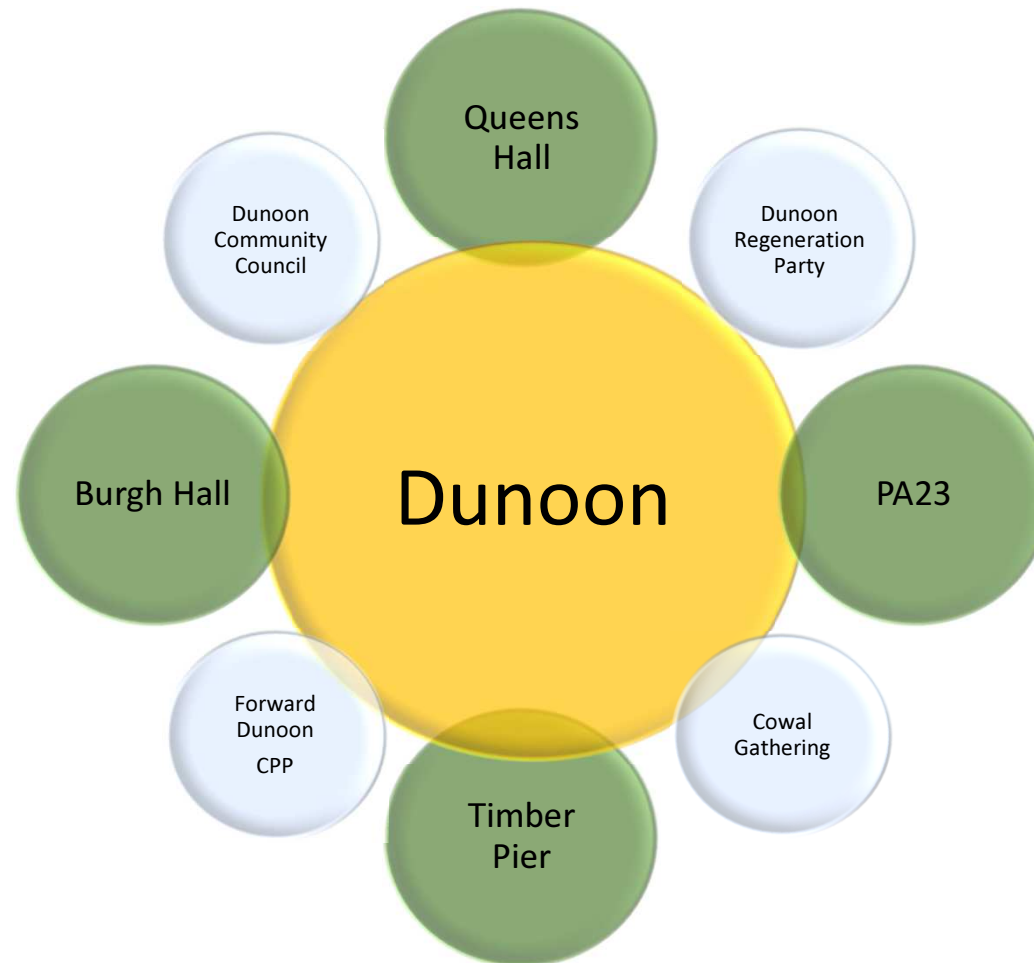 Queens
Hall
Dunoon
Community
Council
Dunoon
Regeneration
Party
Burgh Hall
Dunoon
PA23
Forward
Dunoon
CPP
Cowal
Gathering
Timber
Pier